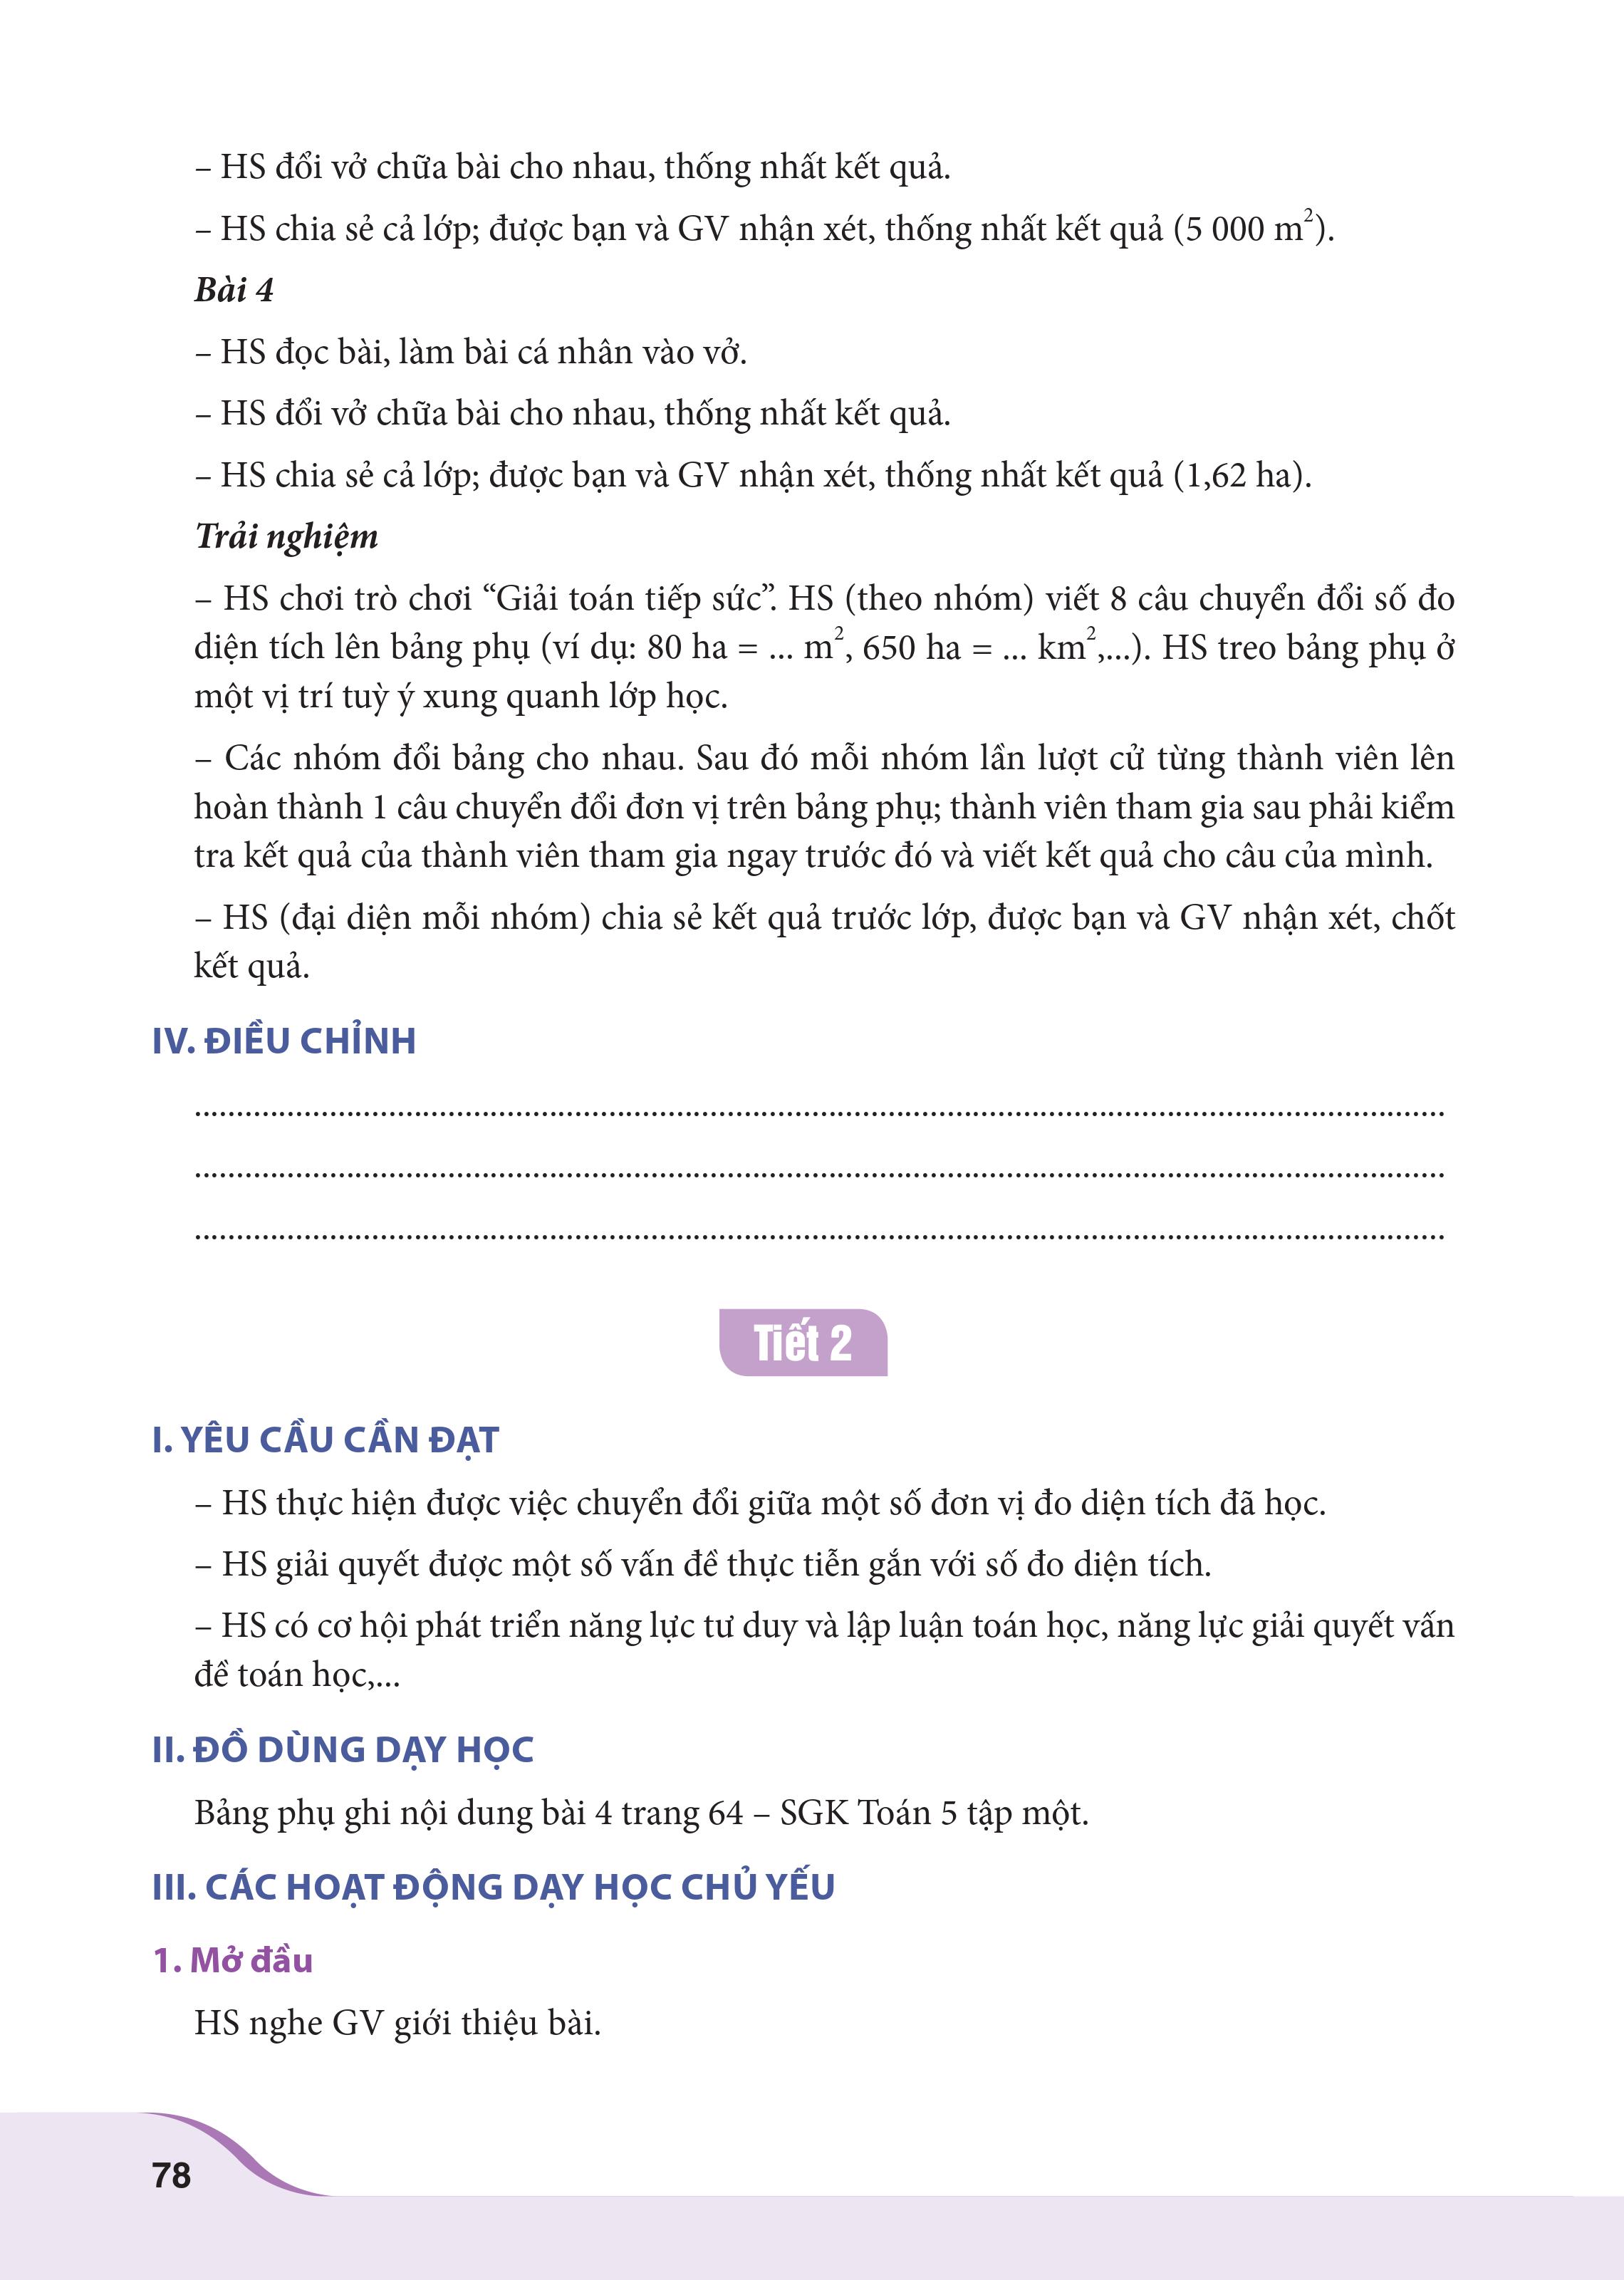 – HS đổi vở chữa bài cho nhau, thống nhất kết quả.
– HS chia sẻ cả lớp; được bạn và GV nhận xét, thống nhất kết quả (5 000 m²).
Bài 4
– HS đọc bài, làm bài cá nhân vào vở.
– HS đổi vở chữa bài cho nhau, thống nhất kết quả.
– HS chia sẻ cả lớp; được bạn và GV nhận xét, thống nhất kết quả (1,62 ha).
Trải nghiệm
– HS chơi trò chơi “Giải toán tiếp sức”. HS (theo nhóm) viết 8 câu chuyển đổi số đo
diện tích lên bảng phụ (ví dụ: 80 ha = ... m², 650 ha = ... km²,...). HS treo bảng phụ ở
một vị trí tuỳ ý xung quanh lớp học.
– Các nhóm đổi bảng cho nhau. Sau đó mỗi nhóm lần lượt cử từng thành viên lên
hoàn thành 1 câu chuyển đổi đơn vị trên bảng phụ; thành viên tham gia sau phải kiểm
tra kết quả của thành viên tham gia ngay trước đó và viết kết quả cho câu của mình.
– HS (đại diện mỗi nhóm) chia sẻ kết quả trước lớp, được bạn và GV nhận xét, chốt
kết quả.
IV. ĐIỀU CHỈNH
....................................................................................................................................................
....................................................................................................................................................
....................................................................................................................................................
Tiết 2
I. YÊU CẦU CẦN ĐẠT
– HS thực hiện được việc chuyển đổi giữa một số đơn vị đo diện tích đã học.
– HS giải quyết được một số vấn đề thực tiễn gắn với số đo diện tích.
– HS có cơ hội phát triển năng lực tư duy và lập luận toán học, năng lực giải quyết vấn
đề toán học,...
II. ĐỒ DÙNG DẠY HỌC
Bảng phụ ghi nội dung bài 4 trang 64 – SGK Toán 5 tập một.
III. CÁC HOẠT ĐỘNG DẠY HỌC CHỦ YẾU
1. Mở đầu
HS nghe GV giới thiệu bài.
78